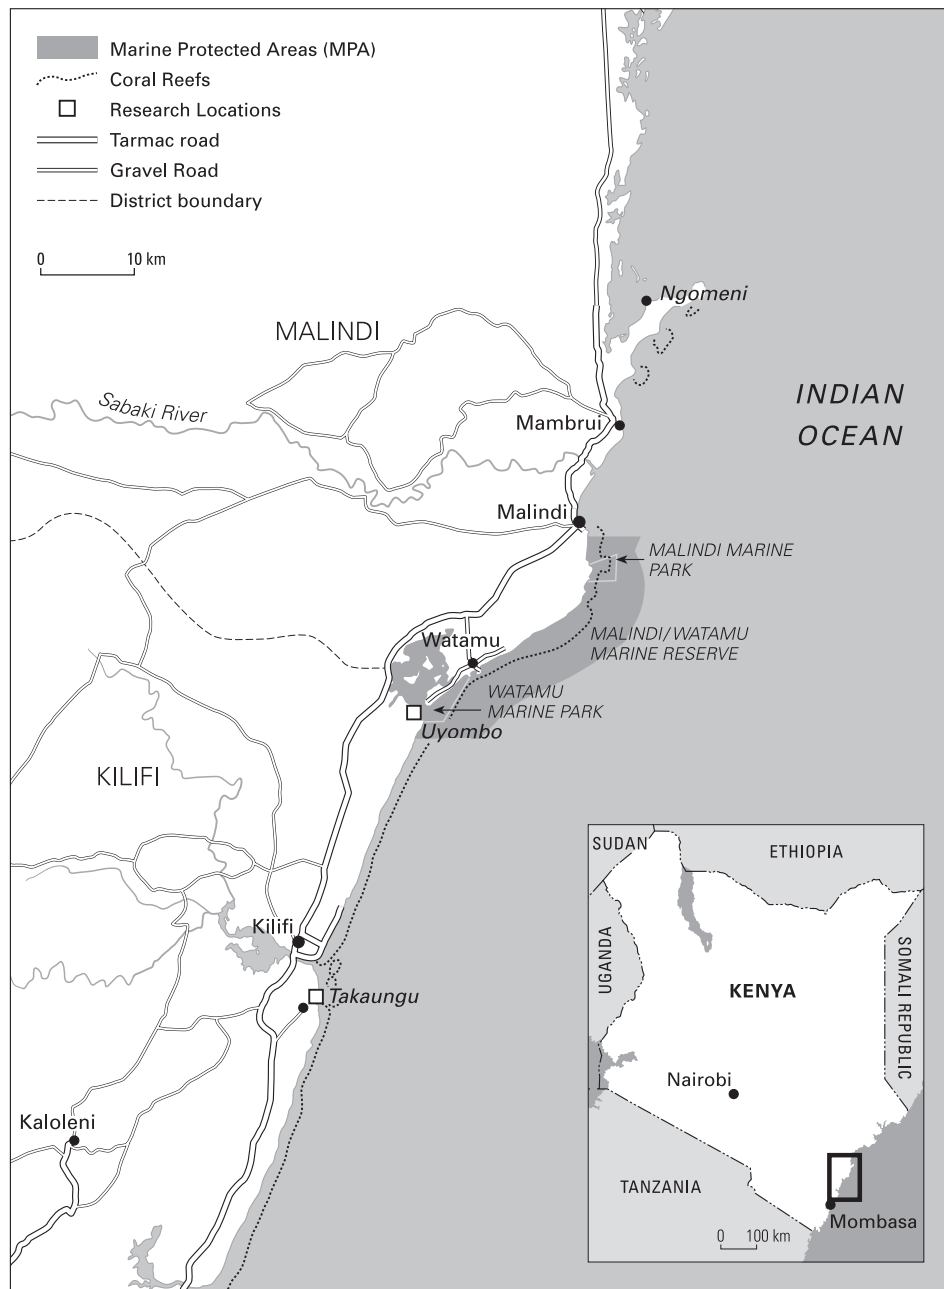 Marine Protected Areas (MPA)
Coral Reefs
Research Locations
Tarmac road
Gravel Road
District boundary
0 10 km
Ngomeni
MALINDI
INDIAN
OCEAN
Sabaki River
Mambrui
Malindi
MALINDI MARINE
PARK
Watamu
MALINDI/WATAMU
MARINE RESERVE
WATAMU
MARINE PARK
Uyombo
KILIFI
Kilifi
Takaungu
Kaloleni
SUDAN
ETHIOPIA
UGANDA
SOMALI REPUBLIC
KENYA
Nairobi
TANZANIA
Mombasa
0 100 km